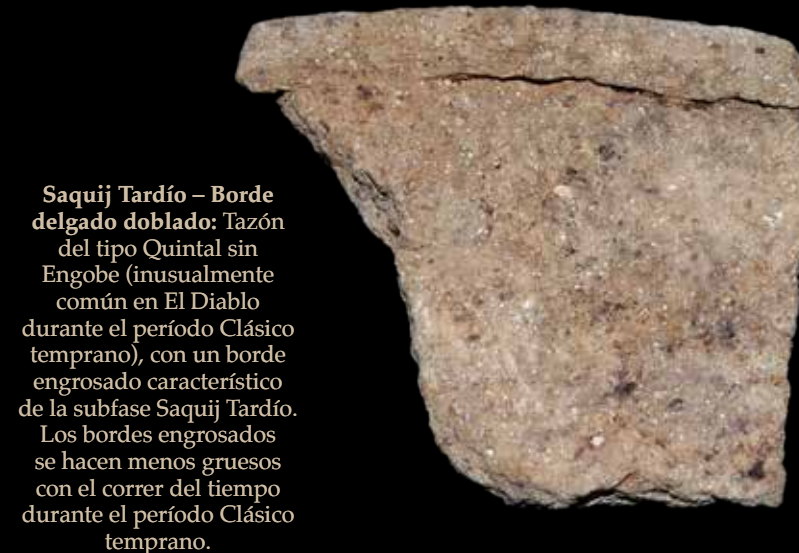 Saquij Tardío – Borde
delgado doblado: Tazón
del tipo Quintal sin
Engobe (inusualmente
común en El Diablo
durante el período Clásico
temprano), con un borde
engrosado característico
de la subfase Saquij Tardío.
Los bordes engrosados
se hacen menos gruesos
con el correr del tiempo
durante el período Clásico
temprano.